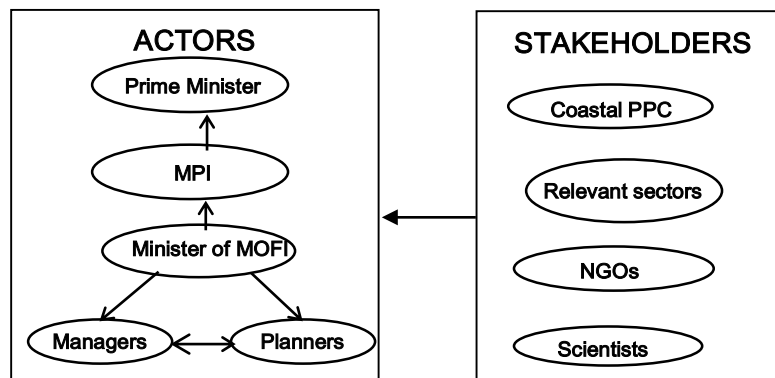 ACTORS
Prime Minister
MPI
Minister of MOFI
Managers
Planners
STAKEHOLDERS
Coastal PPC
Relevant sectors
NGOs
Scientists